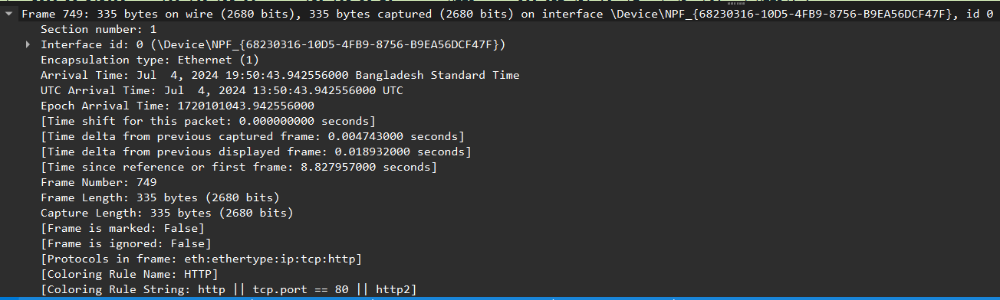 Frame 749: 335 bytes on wire (2680 bits), 335 bytes captured (2680 bits) on interface \Device\NPF_{68230316-10D5-4FB9-8756-B9EA56DCF47F}, id 0
Section number: 1
Interface id: 0 (\Device\NPF_{68230316-10D5-4FB9-8756-B9EA56DCF47F})
Encapsulation type: Ethernet (1)
Arrival Time: Jul  4, 2024 19:50:43.942556000 Bangladesh Standard Time
UTC Arrival Time: Jul  4, 2024 13:50:43.942556000 UTC
Epoch Arrival Time: 1720101043.942556000
[Time shift for this packet: 0.000000000 seconds]
[Time delta from previous captured frame: 0.004743000 seconds]
[Time delta from previous displayed frame: 0.018932000 seconds]
[Time since reference or first frame: 8.827957000 seconds]
Frame Number: 749
Frame Length: 335 bytes (2680 bits)
Capture Length: 335 bytes (2680 bits)
[Frame is marked: False]
[Frame is ignored: False]
[Protocols in frame: eth:ethertype:ip:tcp:http]
[Coloring Rule Name: HTTP]
[Coloring Rule String: http || tcp.port == 80 || http2]